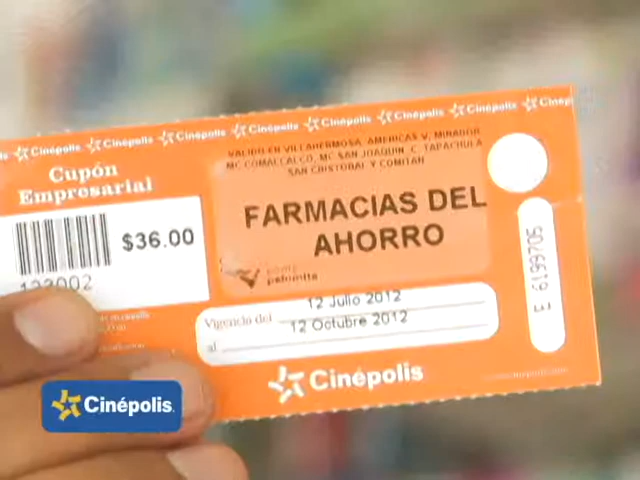 Cinépolis Cinépolis Cinépolis Cinépolis Cinépolis Cinépolis Cinépolis
Cupón
Empresarial
$36.00
VALIDO EN VILLAHERMOSA, AMERICAS V, MIRADOR
MC COMALCALCO, MC SAN JOAQUIN, C. TAPACHULA
SAN CRISTOBAL Y COMITAN
FARMACIAS DEL
AHORRO
palomita
Vigencia del 12 Julio 2012
al 12 Octubre 2012
Cinépolis
E 6199705
Cinépolis